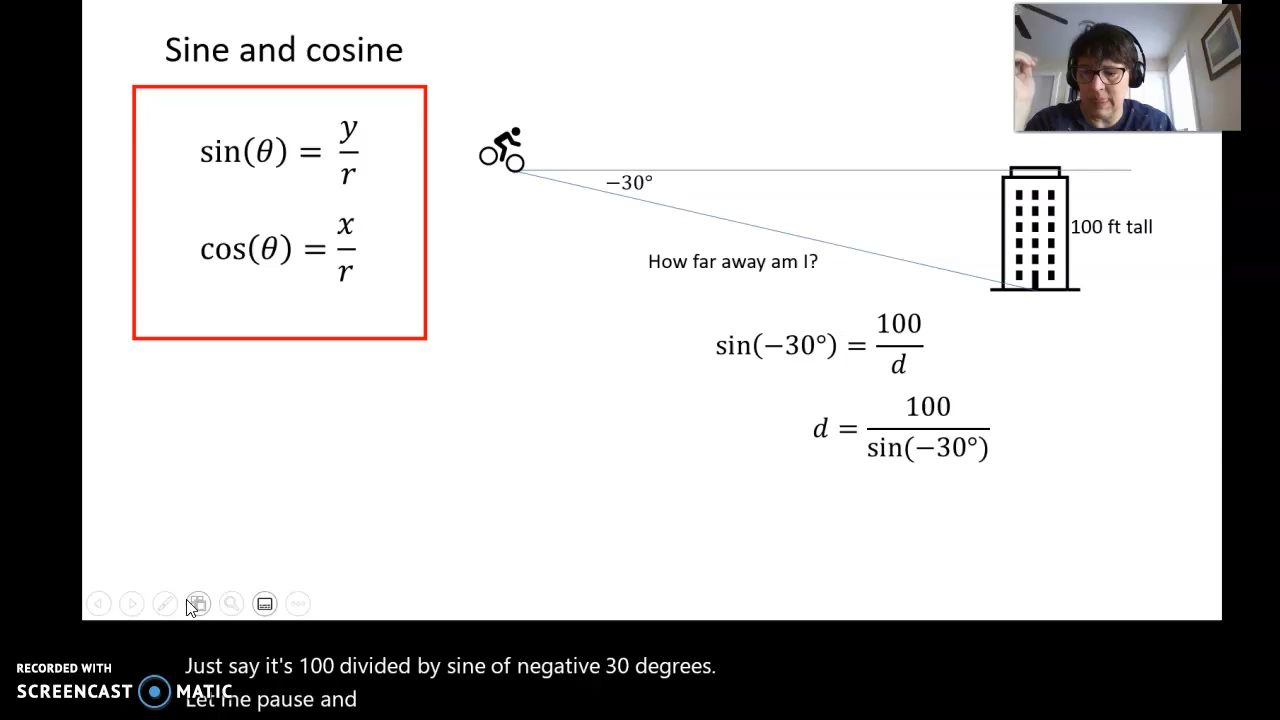 Sine and cosine
sin(θ) = y/r
cos(θ) = x/r
−30°
100 ft tall
How far away am I?
sin(−30°) = 100/d
d = 100/sin(−30°)
RECORDED WITH
SCREENCAST MATIC
Just say it's 100 divided by sine of negative 30 degrees.
Let me pause and